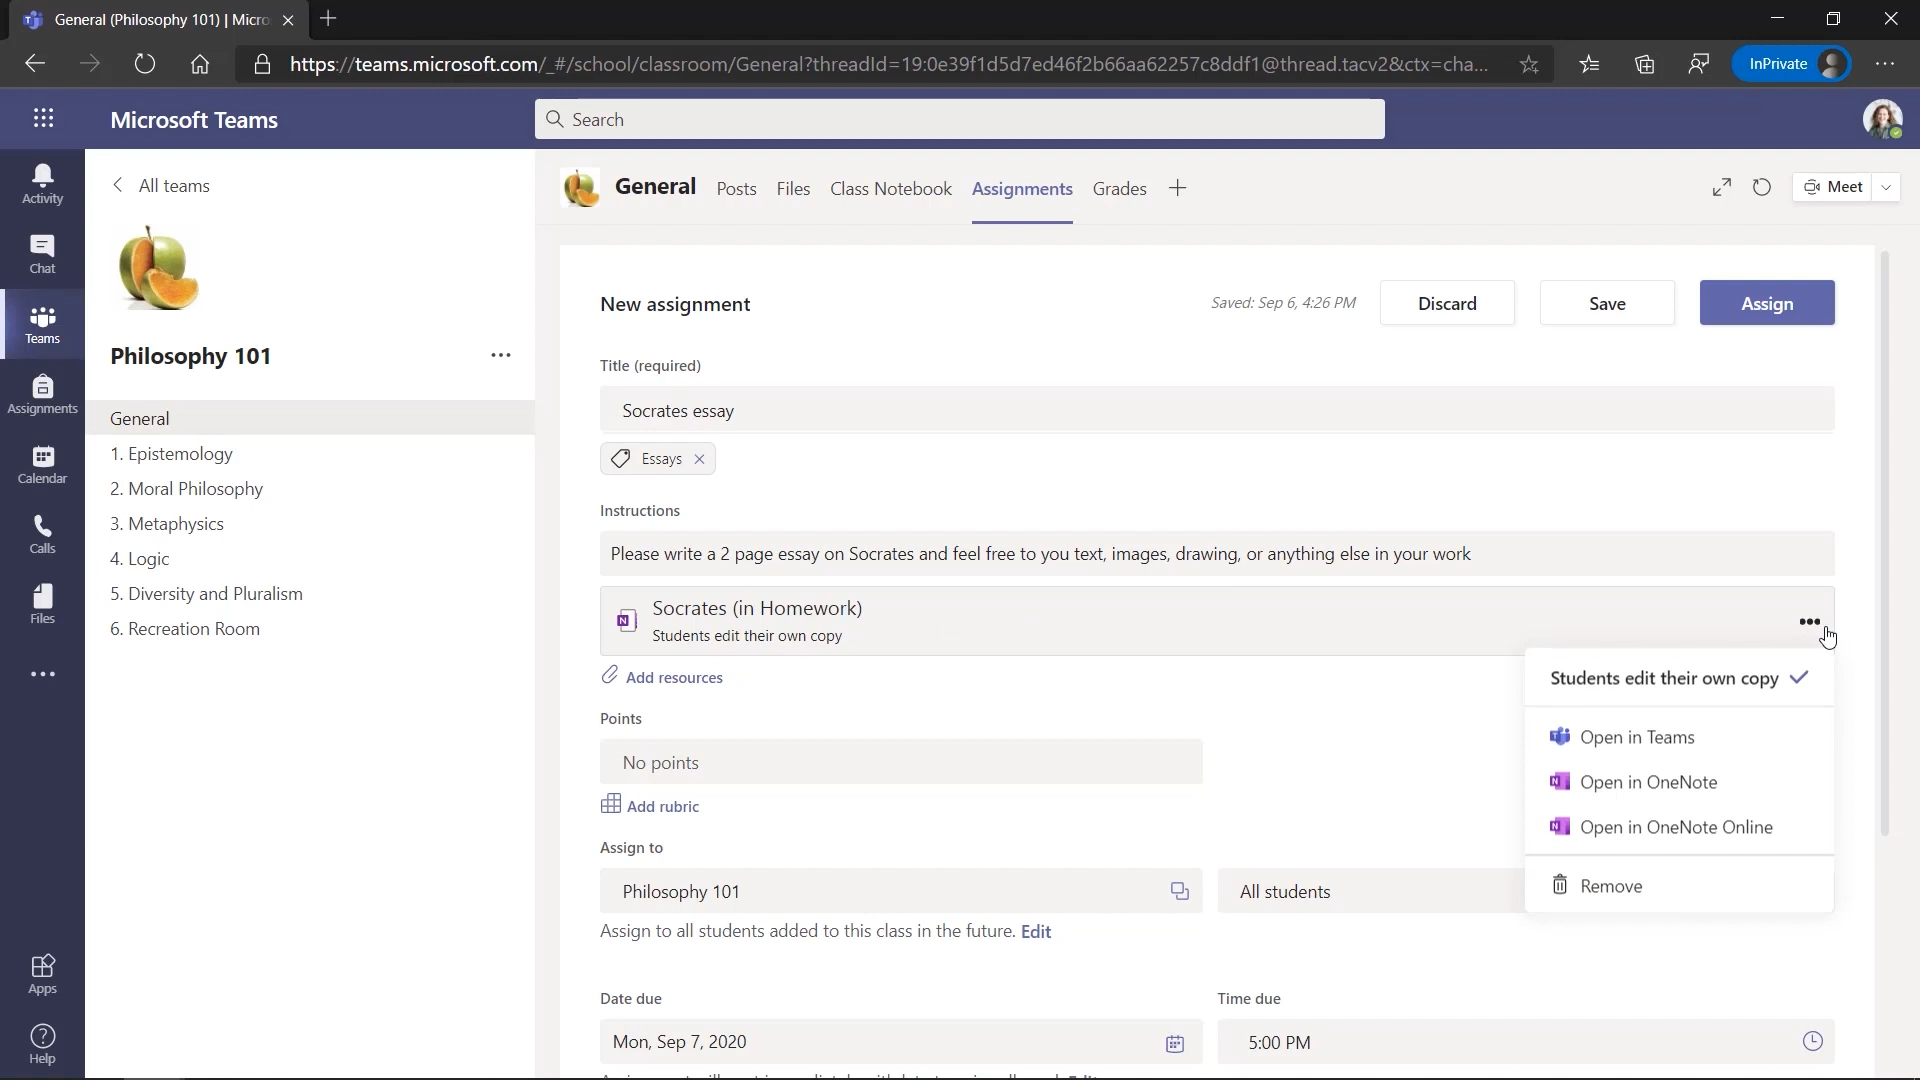 General (Philosophy 101) | Micro
https://teams.microsoft.com/_#/school/classroom/General?threadId=19:0e39f1d5d7ed46f2b66aa62257c8ddf1@thread.tacv2&ctx=cha...
InPrivate
Microsoft Teams
Search
Activity
Chat
Teams
Assignments
Calendar
Calls
Files
Apps
Help
All teams
Philosophy 101
General
1. Epistemology
2. Moral Philosophy
3. Metaphysics
4. Logic
5. Diversity and Pluralism
6. Recreation Room
General Posts Files Class Notebook Assignments Grades
Meet
New assignment
Saved: Sep 6, 4:26 PM
Discard
Save
Assign
Title (required)
Socrates essay
Essays
Instructions
Please write a 2 page essay on Socrates and feel free to you text, images, drawing, or anything else in your work
Socrates (in Homework)
Students edit their own copy
Add resources
Students edit their own copy
Open in Teams
Open in OneNote
Open in OneNote Online
Remove
Points
No points
Add rubric
Assign to
Philosophy 101
All students
Assign to all students added to this class in the future. Edit
Date due
Time due
Mon, Sep 7, 2020
5:00 PM